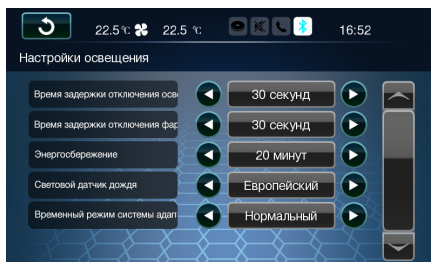 22.5 ℃ 22.5 ℃ 16:52
Настройки освещения
Время задержки отключения осв
30 секунд
Время задержки отключения фар
30 секунд
Энергосбережение
20 минут
Световой датчик дождя
Европейский
Временный режим системы адап
Нормальный